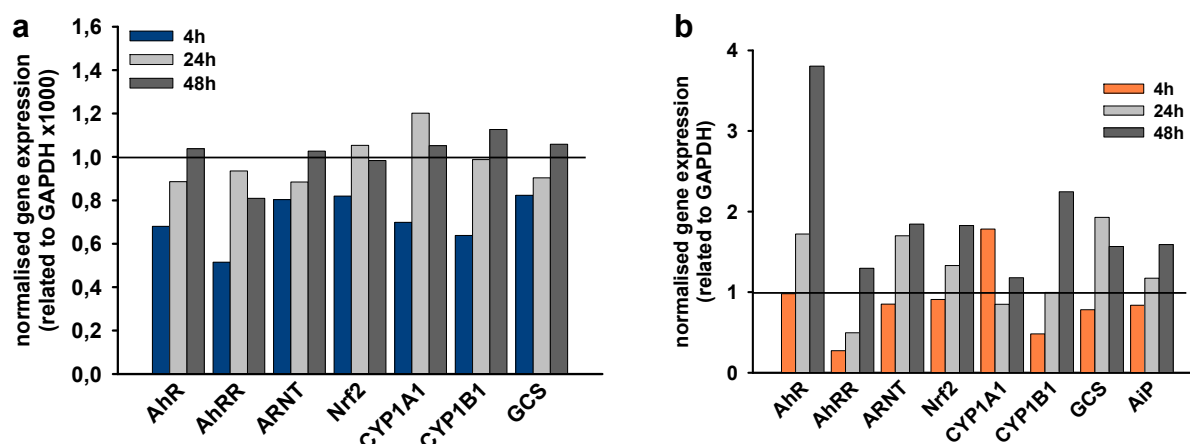 a
normalised gene expression
(related to GAPDH x1000)
1,6
1,4
1,2
1,0
0,8
0,6
0,4
0,2
0,0
4h
24h
48h
AhR
AhRR
ARNT
Nrf2
CYP1A1
CYP1B1
GCS
b
normalised gene expression
(related to GAPDH)
4
3
2
1
0
4h
24h
48h
AhR
AhRR
ARNT
Nrf2
CYP1A1
CYP1B1
GCS
AiP